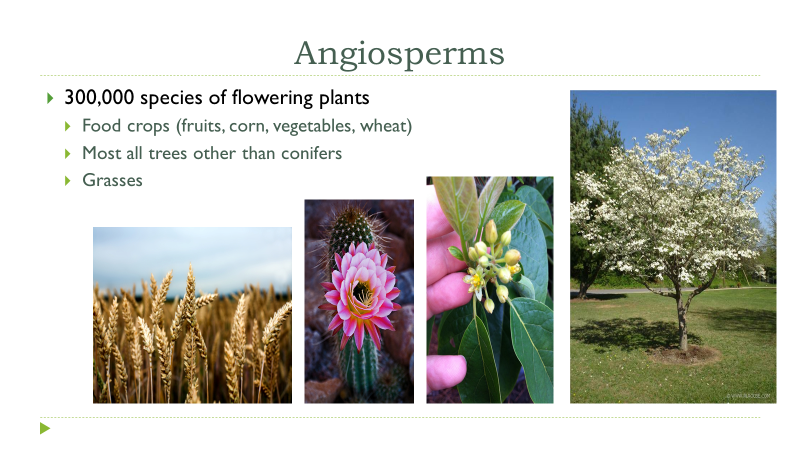 Angiosperms
300,000 species of flowering plants
Food crops (fruits, corn, vegetables, wheat)
Most all trees other than conifers
Grasses